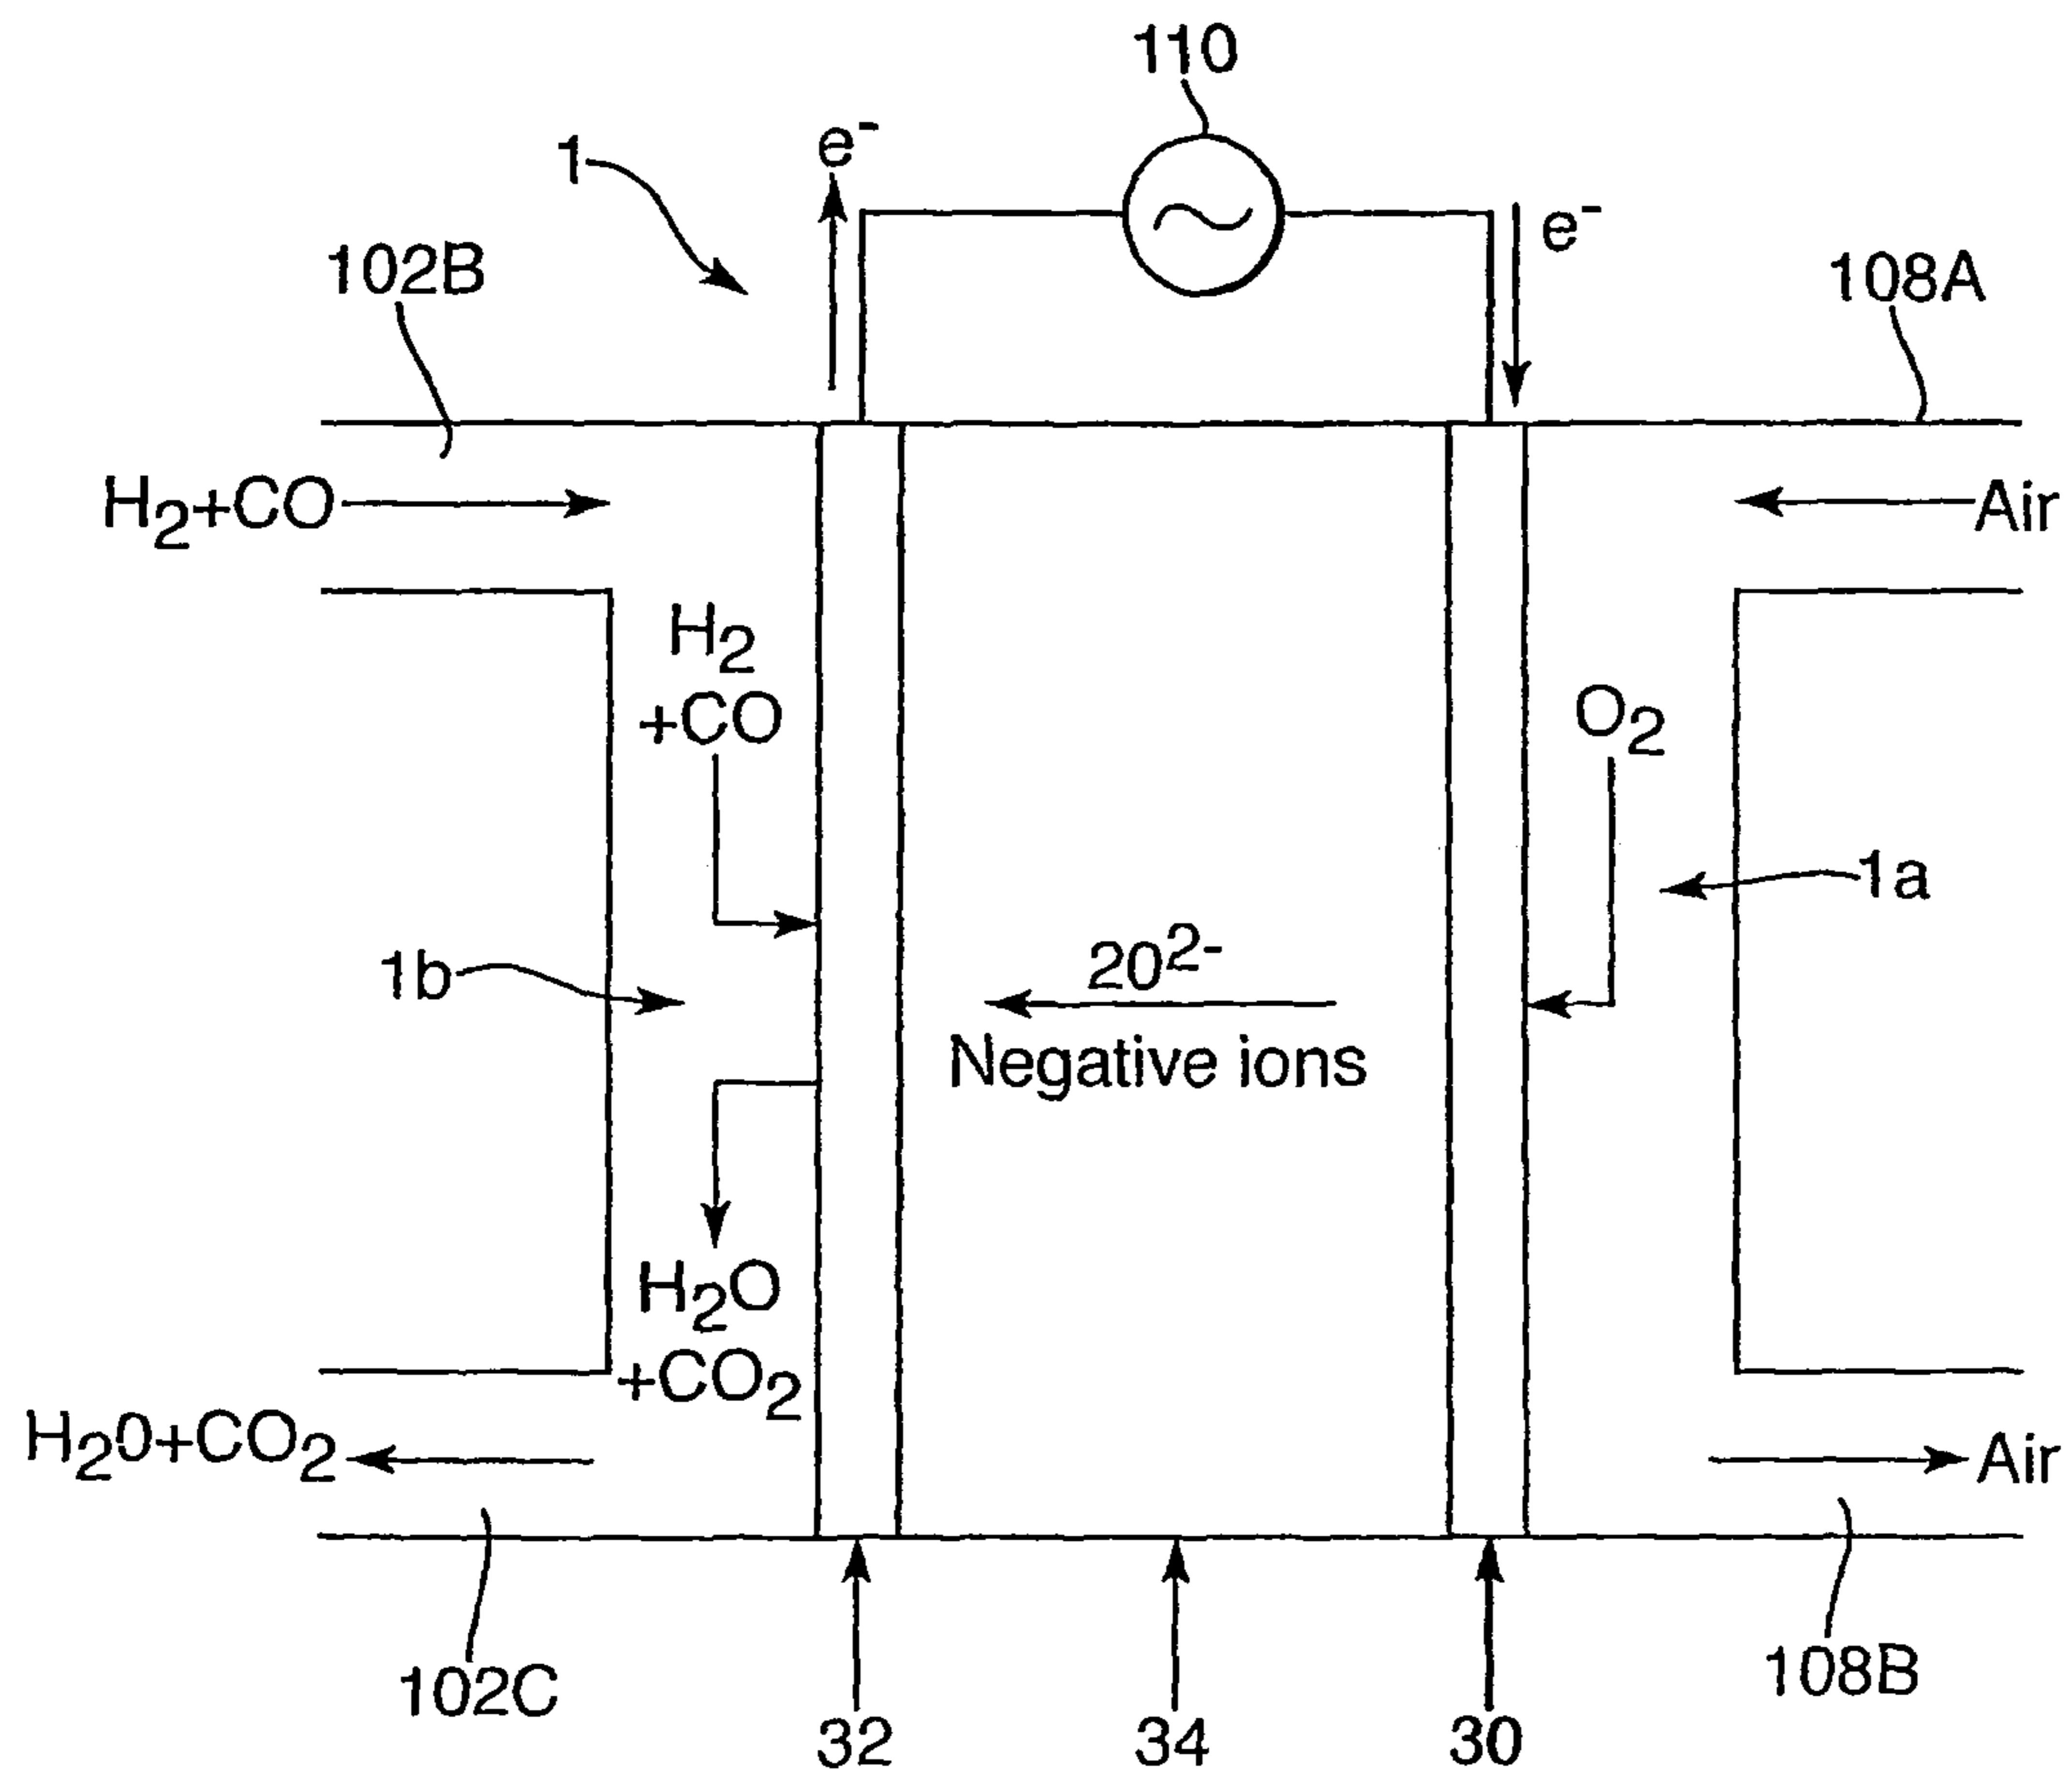 110
1
e⁻
e⁻
102B
108A
H₂+CO
Air
H₂
+CO
O₂
1a
1b
20²⁻
Negative ions
H₂O
+CO₂
H₂0+CO₂
Air
102C
108B
32
34
30